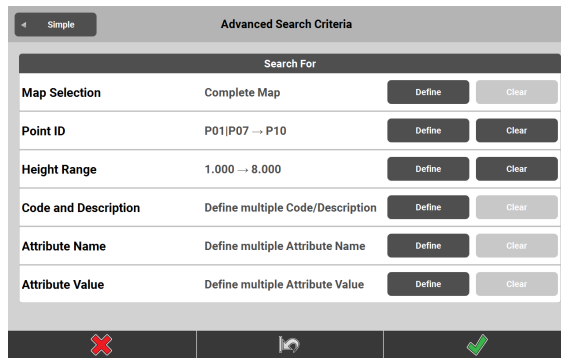 Simple
Advanced Search Criteria
Search For
Map Selection Complete Map Define Clear
Point ID P01|P07 → P10 Define Clear
Height Range 1.000 → 8.000 Define Clear
Code and Description Define multiple Code/Description Define Clear
Attribute Name Define multiple Attribute Name Define Clear
Attribute Value Define multiple Attribute Value Define Clear